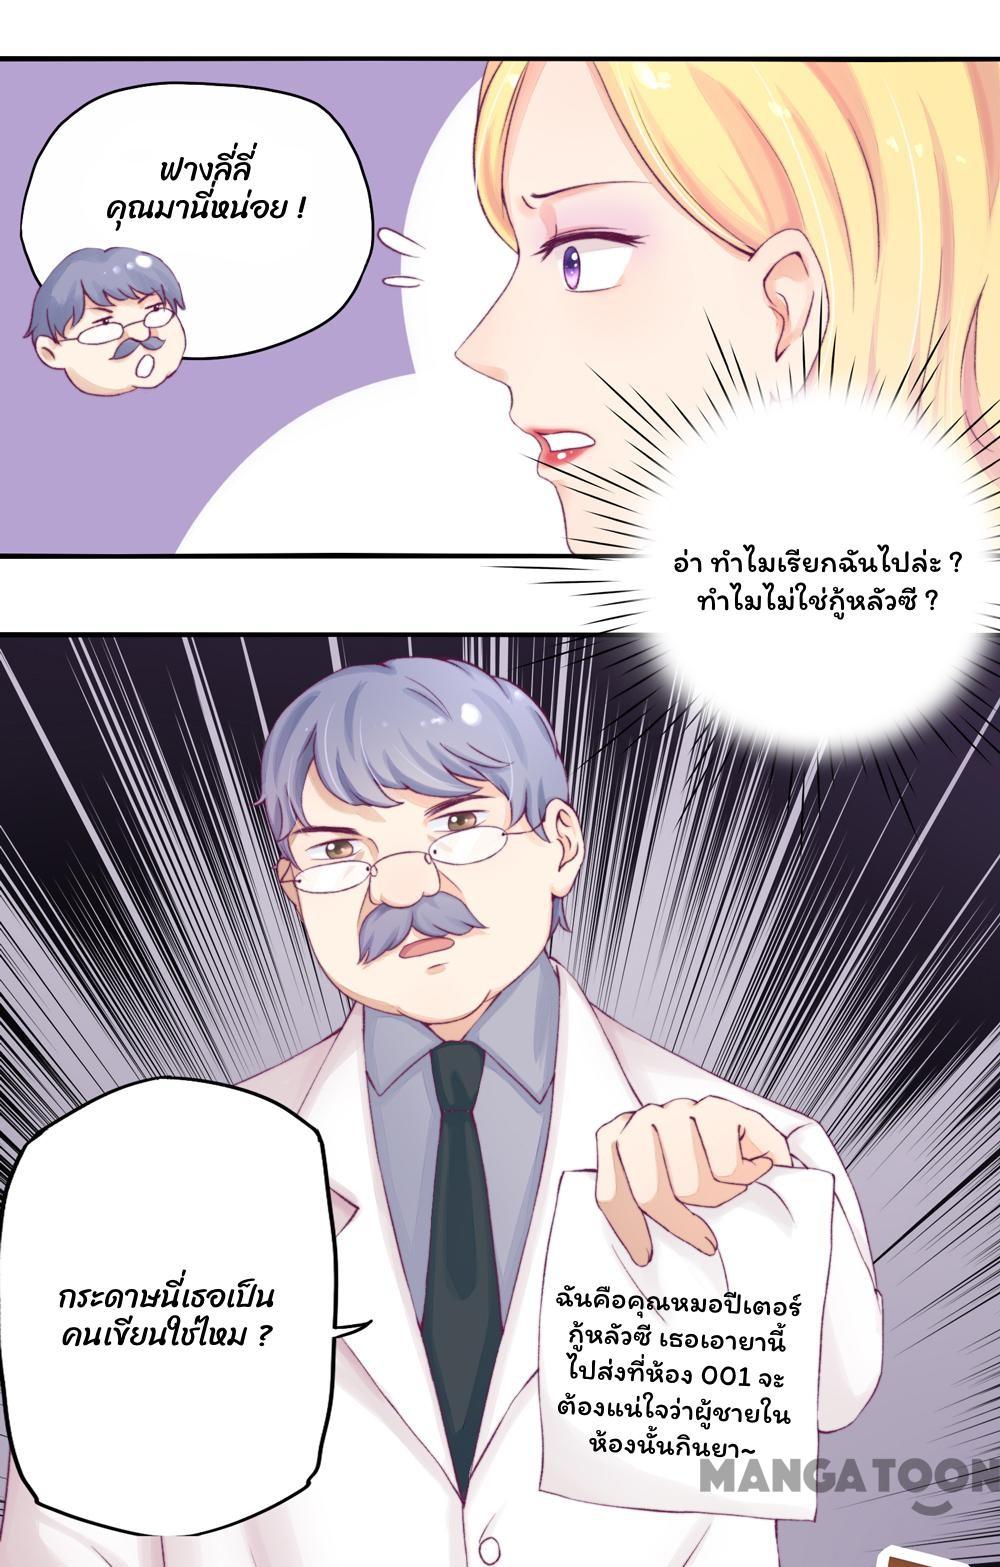 ฟางลี่ลี่
คุณมานี่หน่อย !
อ่า ทำไมเรียกฉันไปล่ะ ?
ทำไมไม่ใช่กู้หลัวซี ?
กระดาษนี่เธอเป็น
คนเขียนใช่ไหม ?
ฉันคือคุณหมอปีเตอร์
กู้หลัวซี เธอเอายานี้
ไปส่งที่ห้อง 001 จะ
ต้องแน่ใจว่าผู้ชายใน
ห้องนั้นกินยา~
MANGATOON